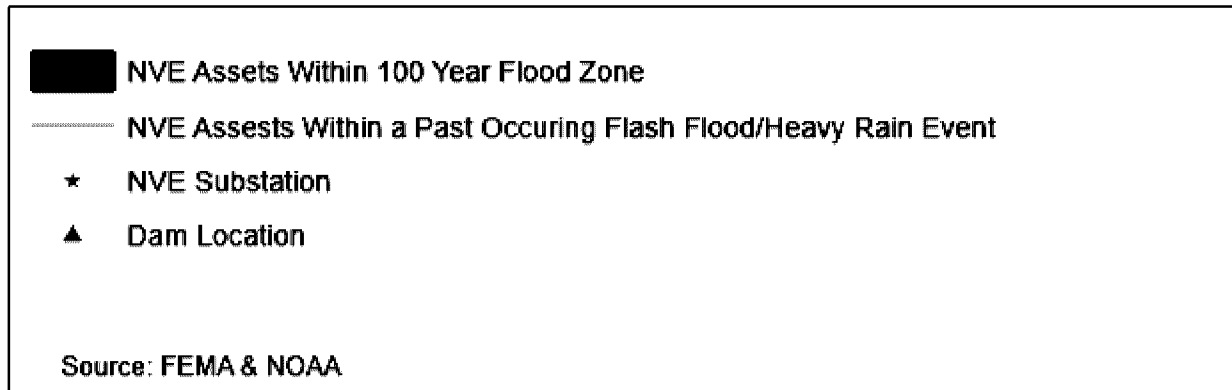 NVE Assets Within 100 Year Flood Zone
NVE Assests Within a Past Occuring Flash Flood/Heavy Rain Event
NVE Substation
Dam Location
Source: FEMA & NOAA